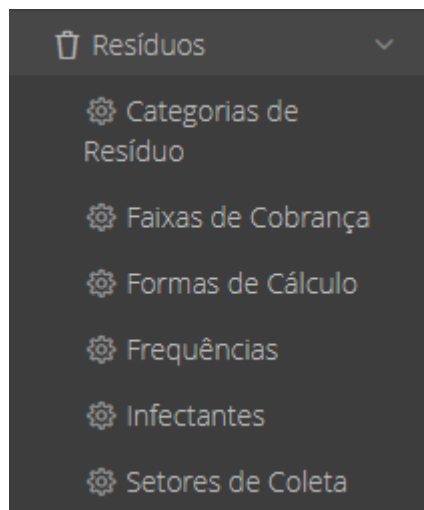 Resíduos
Categorias de
Resíduo
Faixas de Cobrança
Formas de Cálculo
Frequências
Infectantes
Setores de Coleta